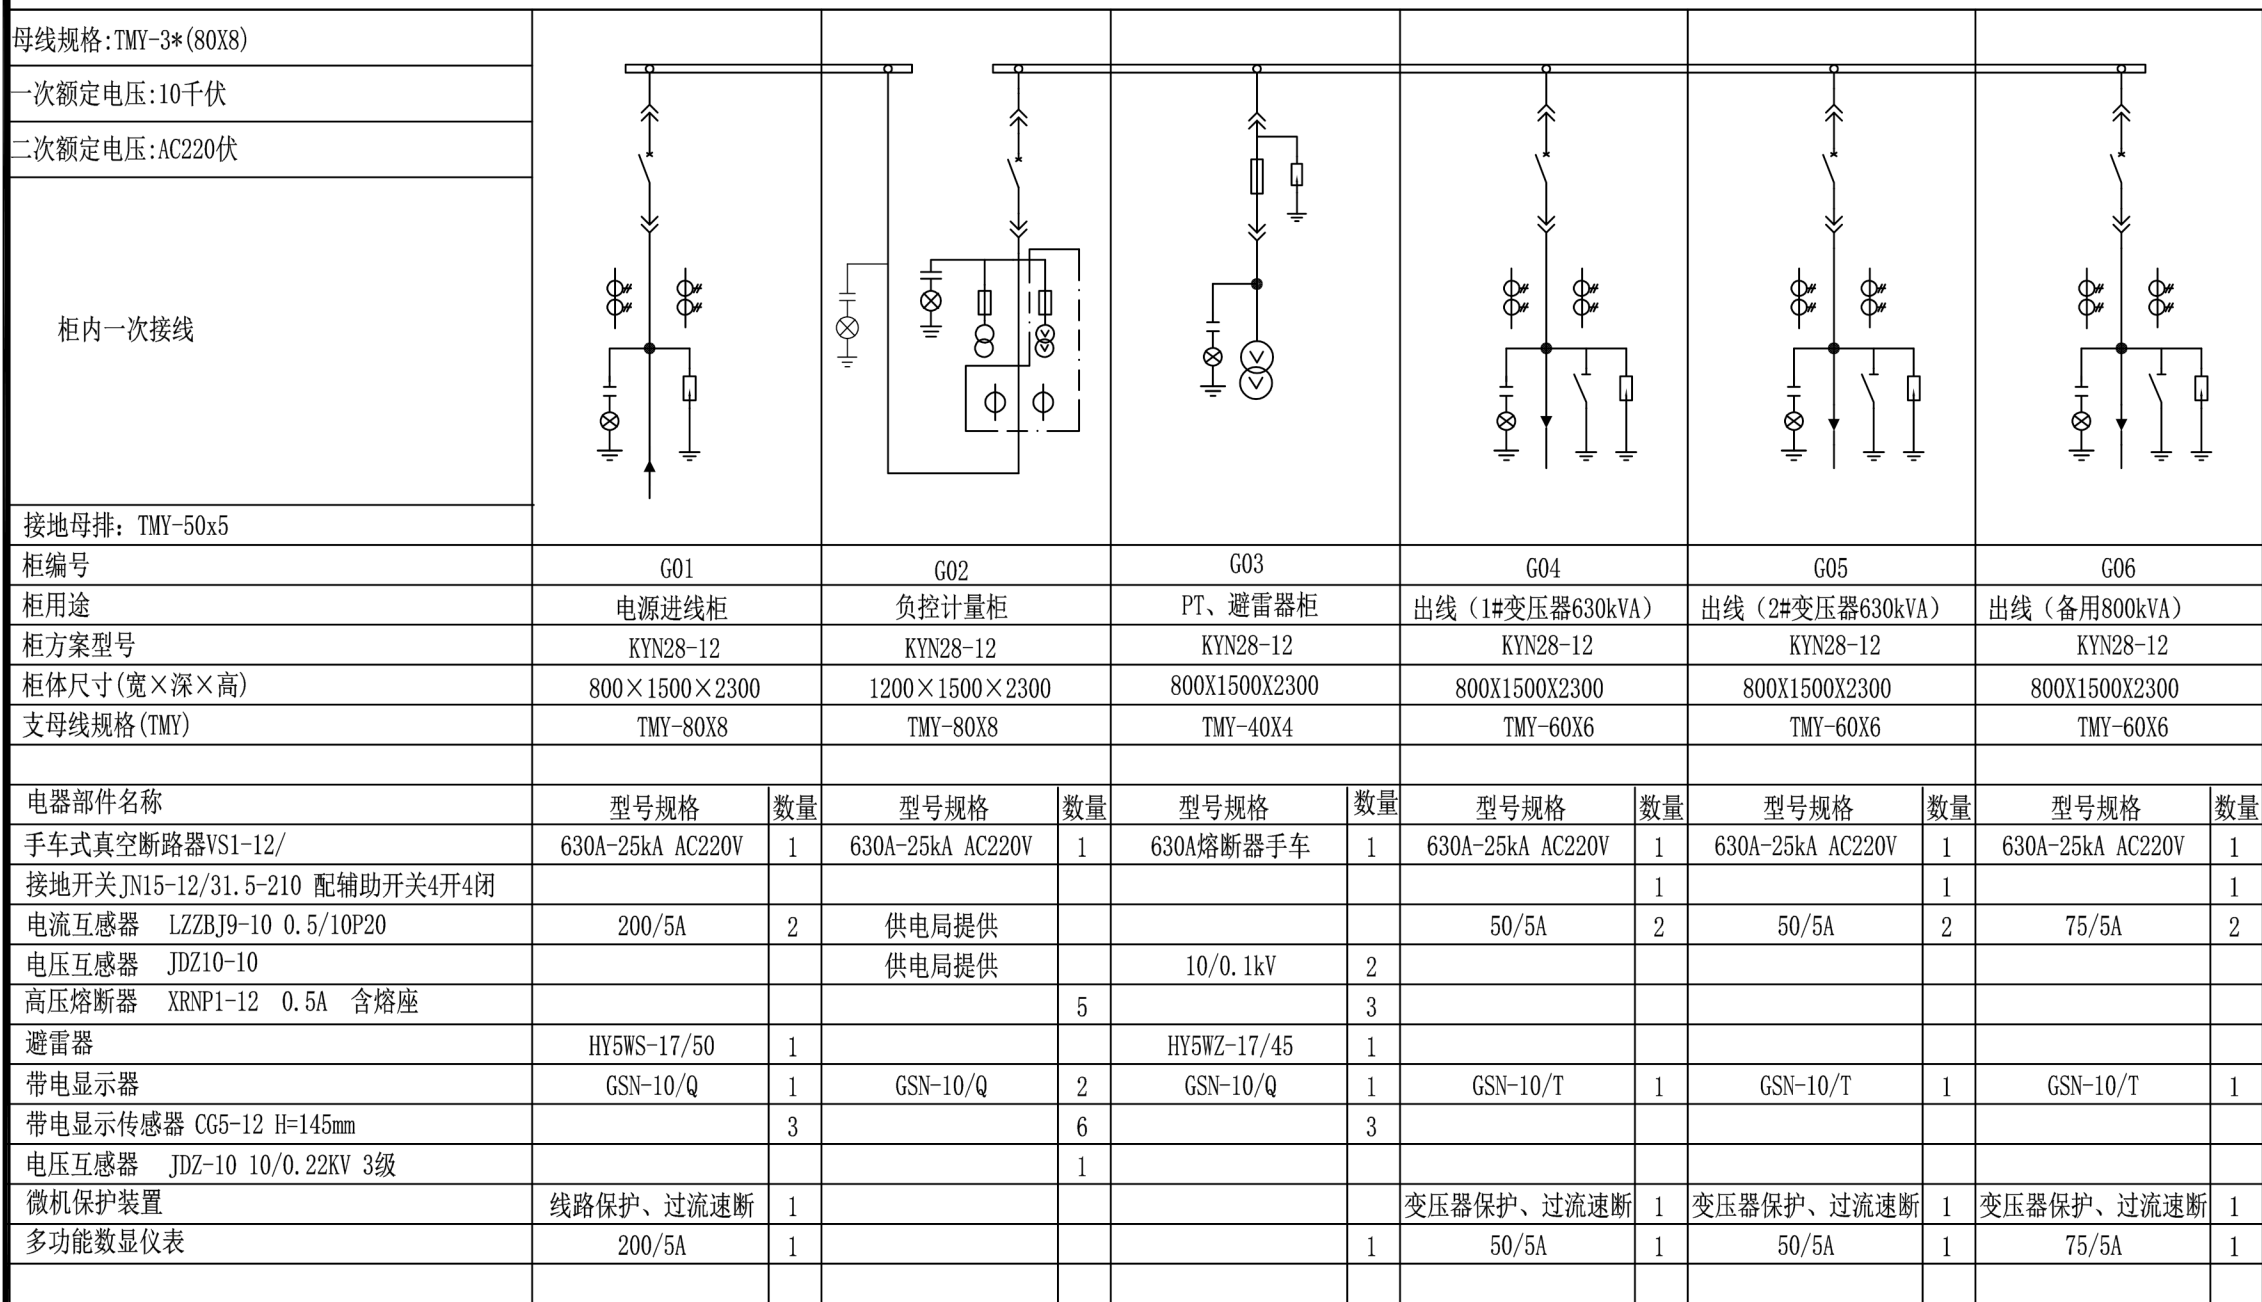 母线规格:TMY-3*(80X8)
一次额定电压:10千伏
二次额定电压:AC220伏
柜内一次接线
接地母排：TMY-50x5
柜编号 G01 G02 G03 G04 G05 G06
柜用途 电源进线柜 负控计量柜 PT、避雷器柜 出线（1#变压器630kVA） 出线（2#变压器630kVA） 出线（备用800kVA）
柜方案型号 KYN28-12 KYN28-12 KYN28-12 KYN28-12 KYN28-12 KYN28-12
柜体尺寸(宽×深×高) 800×1500×2300 1200×1500×2300 800X1500X2300 800X1500X2300 800X1500X2300 800X1500X2300
支母线规格(TMY) TMY-80X8 TMY-80X8 TMY-40X4 TMY-60X6 TMY-60X6 TMY-60X6
电器部件名称 型号规格 数量 型号规格 数量 型号规格 数量 型号规格 数量 型号规格 数量 型号规格 数量
手车式真空断路器VS1-12/ 630A-25kA AC220V 1 630A-25kA AC220V 1 630A熔断器手车 1 630A-25kA AC220V 1 630A-25kA AC220V 1 630A-25kA AC220V 1
接地开关JN15-12/31.5-210 配辅助开关4开4闭 1 1 1
电流互感器 LZZBJ9-10 0.5/10P20 200/5A 2 供电局提供 50/5A 2 50/5A 2 75/5A 2
电压互感器 JDZ10-10 供电局提供 10/0.1kV 2
高压熔断器 XRNP1-12 0.5A 含熔座 5 3
避雷器 HY5WS-17/50 1 HY5WZ-17/45 1
带电显示器 GSN-10/Q 1 GSN-10/Q 2 GSN-10/Q 1 GSN-10/T 1 GSN-10/T 1 GSN-10/T 1
带电显示传感器 CG5-12 H=145mm 3 6 3
电压互感器 JDZ-10 10/0.22KV 3级 1
微机保护装置 线路保护、过流速断 1 变压器保护、过流速断 1 变压器保护、过流速断 1 变压器保护、过流速断 1
多功能数显仪表 200/5A 1 1 50/5A 1 50/5A 1 75/5A 1